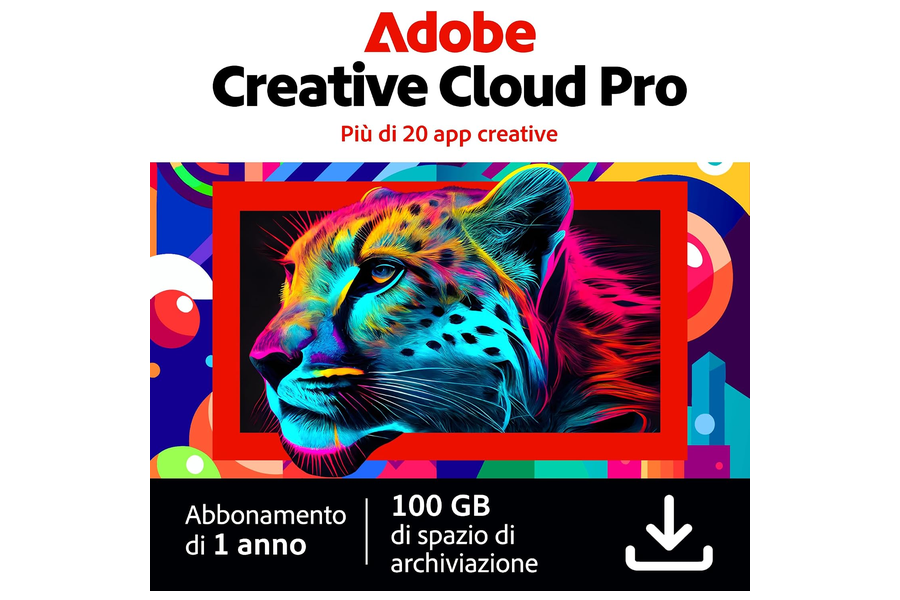 Adobe
Creative Cloud Pro
Più di 20 app creative
Abbonamento
di 1 anno
100 GB
di spazio di
archiviazione